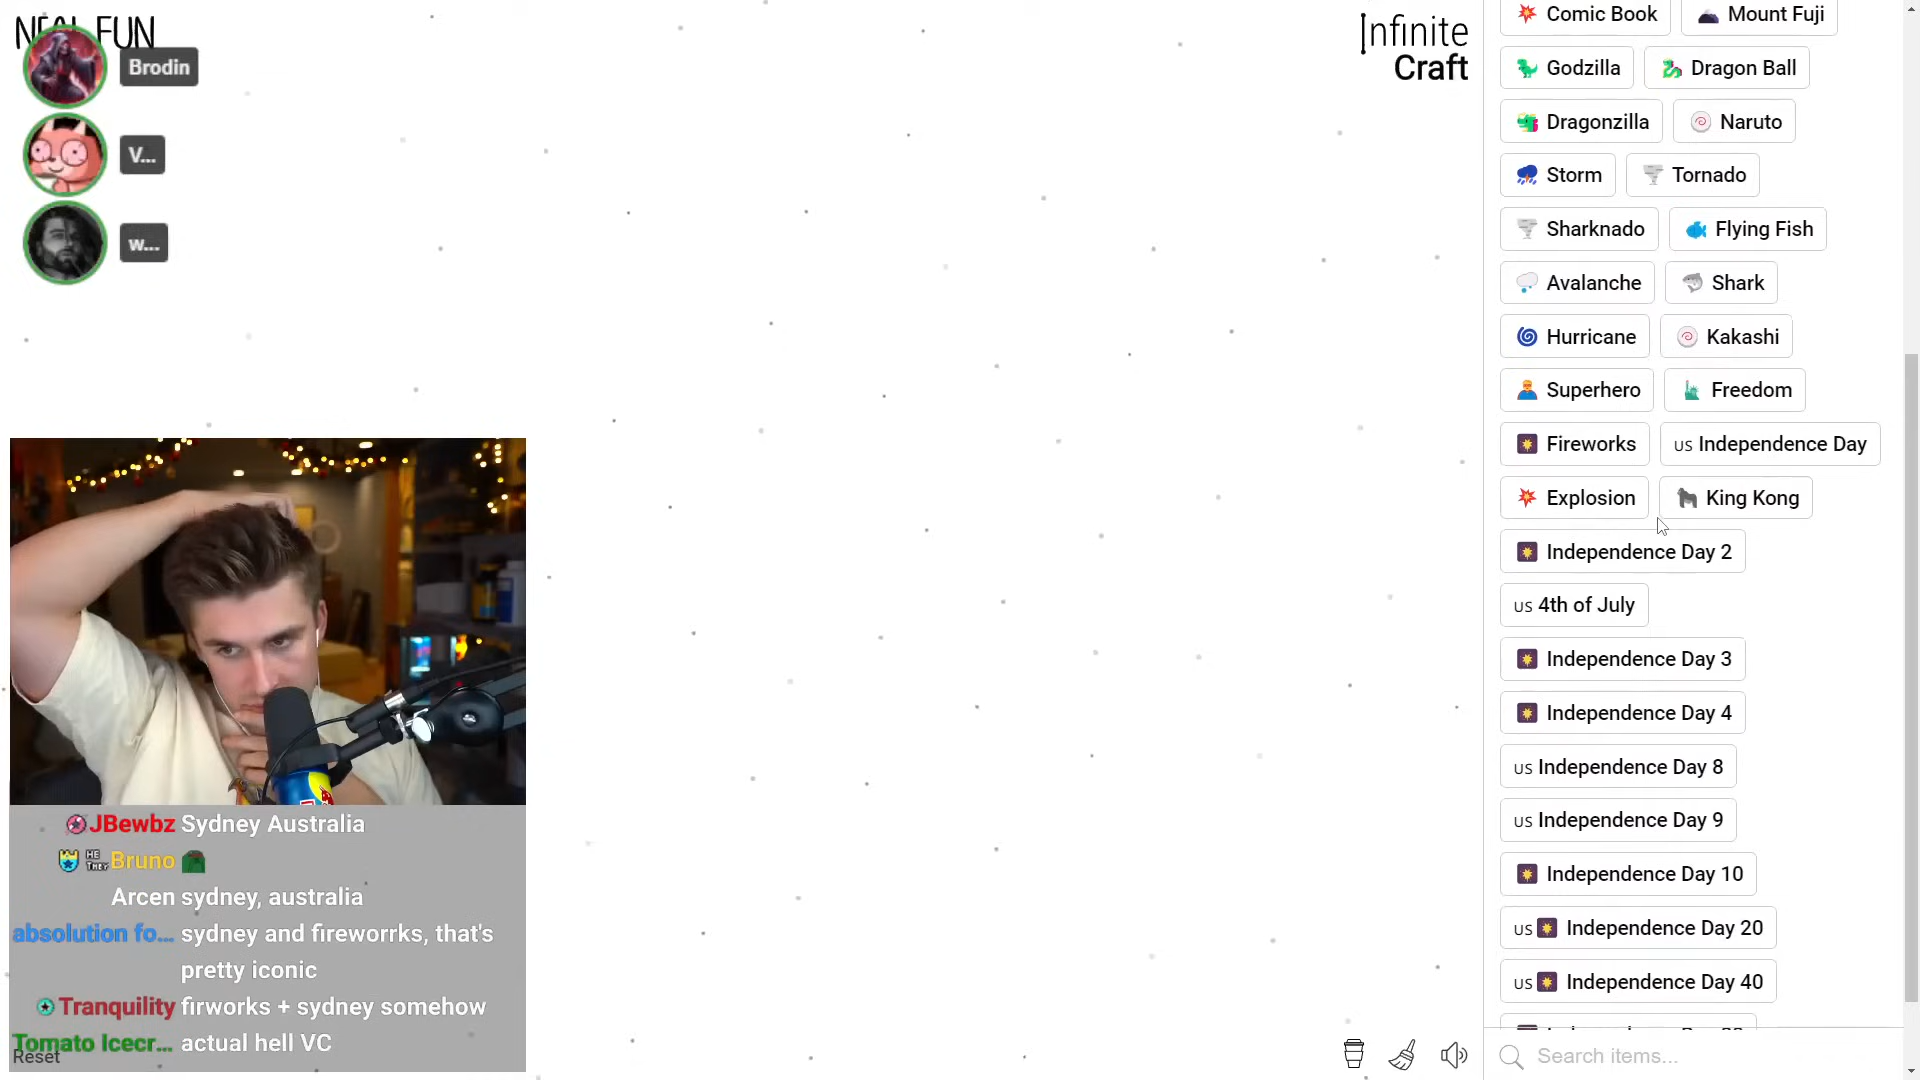 NEAL.FUN
Brodin
V...
w...
Infinite
Craft
Comic Book
Mount Fuji
Godzilla
Dragon Ball
Dragonzilla
Naruto
Storm
Tornado
Sharknado
Flying Fish
Avalanche
Shark
Hurricane
Kakashi
Superhero
Freedom
Fireworks
US Independence Day
Explosion
King Kong
Independence Day 2
US 4th of July
Independence Day 3
Independence Day 4
US Independence Day 8
US Independence Day 9
Independence Day 10
US Independence Day 20
US Independence Day 40
Search items...
JBewbz Sydney Australia
HE THEY Bruno
Arcen sydney, australia
absolution fo... sydney and fireworrks, that's
pretty iconic
Tranquility firworks + sydney somehow
Tomato Icecr... actual hell VC
Reset